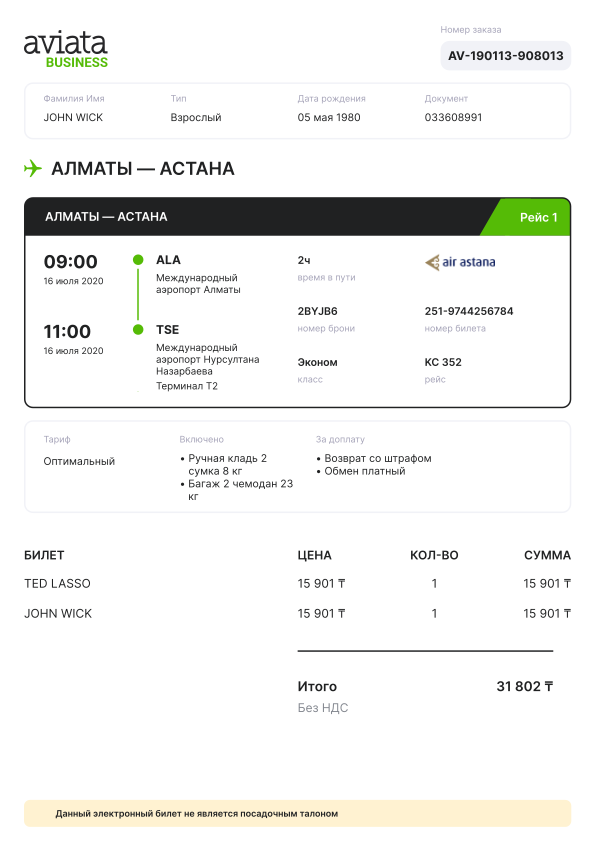 aviata
BUSINESS
Номер заказа
AV-190113-908013
Фамилия Имя
Тип
Дата рождения
Документ
JOHN WICK
Взрослый
05 мая 1980
033608991
АЛМАТЫ — АСТАНА
АЛМАТЫ — АСТАНА
Рейс 1
09:00
16 июля 2020
ALA
Международный
аэропорт Алматы
2ч
время в пути
air astana
11:00
16 июля 2020
TSE
Международный
аэропорт Нурсултана
Назарбаева
Терминал T2
2BYJB6
номер брони
251-9744256784
номер билета
Эконом
класс
KC 352
рейс
Тариф
Оптимальный
Включено
• Ручная кладь 2
сумка 8 кг
• Багаж 2 чемодан 23
кг
За доплату
• Возврат со штрафом
• Обмен платный
БИЛЕТ ЦЕНА КОЛ-ВО СУММА
TED LASSO 15 901 ₸ 1 15 901 ₸
JOHN WICK 15 901 ₸ 1 15 901 ₸
Итого 31 802 ₸
Без НДС
Данный электронный билет не является посадочным талоном